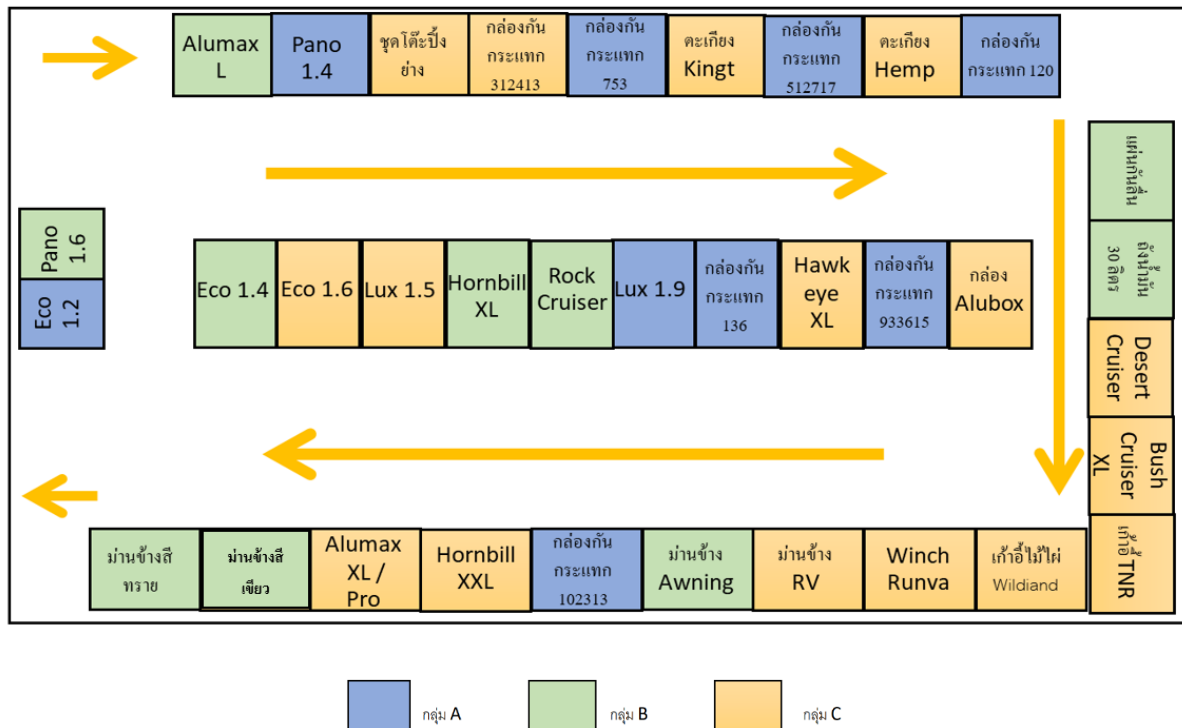 Alumax
L
Pano
1.4
ชุดโต๊ะปิ้ง
ย่าง
กล่องกัน
กระแทก
312413
กล่องกัน
กระแทก
753
ตะเกียง
Kingt
กล่องกัน
กระแทก
512717
ตะเกียง
Hemp
กล่องกัน
กระแทก 120
แผ่นกันลื่น
ถังน้ำมัน
30 ลิตร
Desert
Cruiser
Bush
Cruiser
XL
เก้าอี้ TNR
Pano
1.6
Eco
1.2
Eco 1.4
Eco 1.6
Lux 1.5
Hornbill
XL
Rock
Cruiser
Lux 1.9
กล่องกัน
กระแทก
136
Hawk
eye
XL
กล่องกัน
กระแทก
933615
กล่อง
Alubox
ม่านข้างสี
ทราย
ม่านข้างสี
เขียว
Alumax
XL /
Pro
Hornbill
XXL
กล่องกัน
กระแทก
102313
ม่านข้าง
Awning
ม่านข้าง
RV
Winch
Runva
เก้าอี้ไม้ไผ่
Wildiand
กลุ่ม A
กลุ่ม B
กลุ่ม C